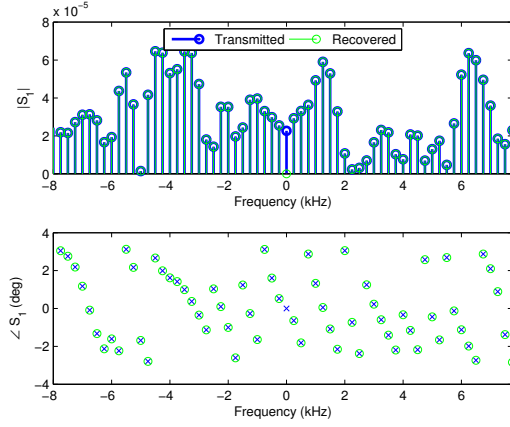 x 10⁻⁵
Transmitted Recovered
8
6
4
2
0
|S₁|
-8 -6 -4 -2 0 2 4 6
Frequency (kHz)
4
2
0
-2
-4
∠ S₁ (deg)
-8 -6 -4 -2 0 2 4 6
Frequency (kHz)